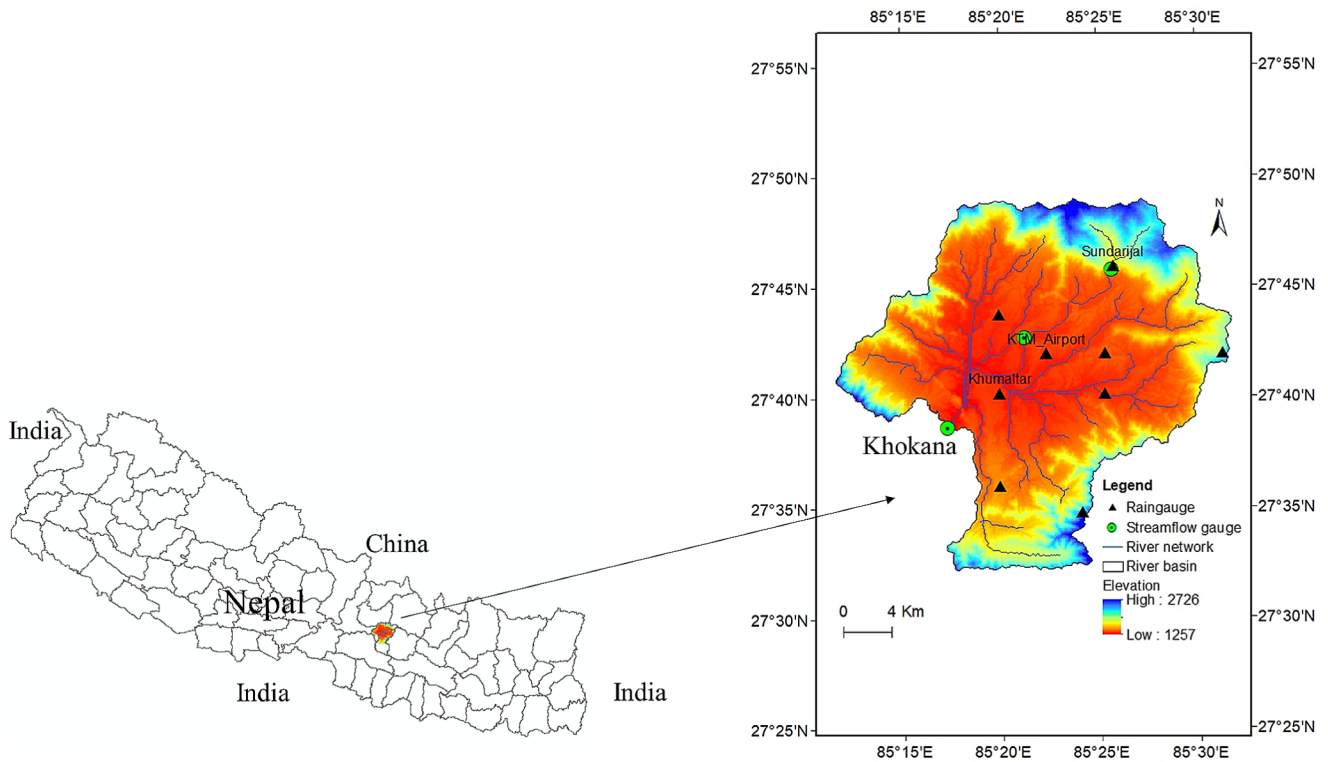 India
China
Nepal
India
India
85°15'E 85°20'E 85°25'E 85°30'E
27°55'N 27°55'N
27°50'N 27°50'N
N
Sundarijal
27°45'N 27°45'N
KTM_Airport
Khumaltar
27°40'N 27°40'N
Khokana
27°35'N 27°35'N
Legend
Raingauge
Streamflow gauge
River network
River basin
Elevation
High : 2726
Low : 1257
0 4 Km
27°30'N 27°30'N
27°25'N 27°25'N
85°15'E 85°20'E 85°25'E 85°30'E